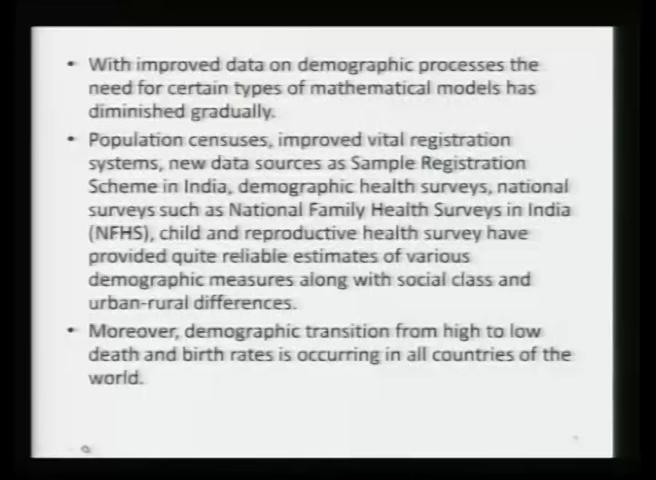 • With improved data on demographic processes the
need for certain types of mathematical models has
diminished gradually.
• Population censuses, improved vital registration
systems, new data sources as Sample Registration
Scheme in India, demographic health surveys, national
surveys such as National Family Health Surveys in India
(NFHS), child and reproductive health survey have
provided quite reliable estimates of various
demographic measures along with social class and
urban-rural differences.
• Moreover, demographic transition from high to low
death and birth rates is occurring in all countries of the
world.